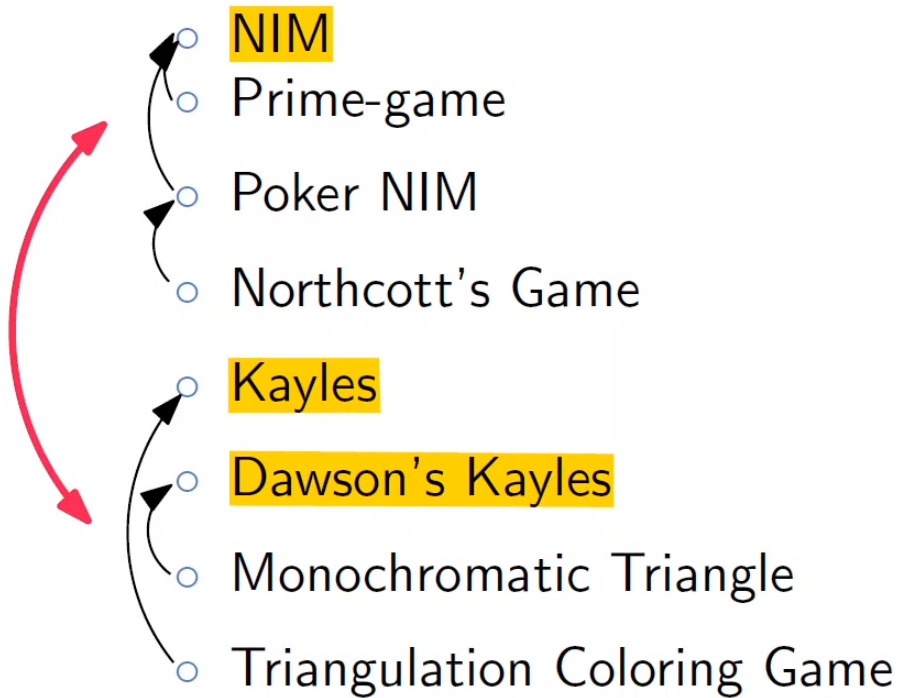 NIM
Prime-game
Poker NIM
Northcott's Game
Kayles
Dawson's Kayles
Monochromatic Triangle
Triangulation Coloring Game